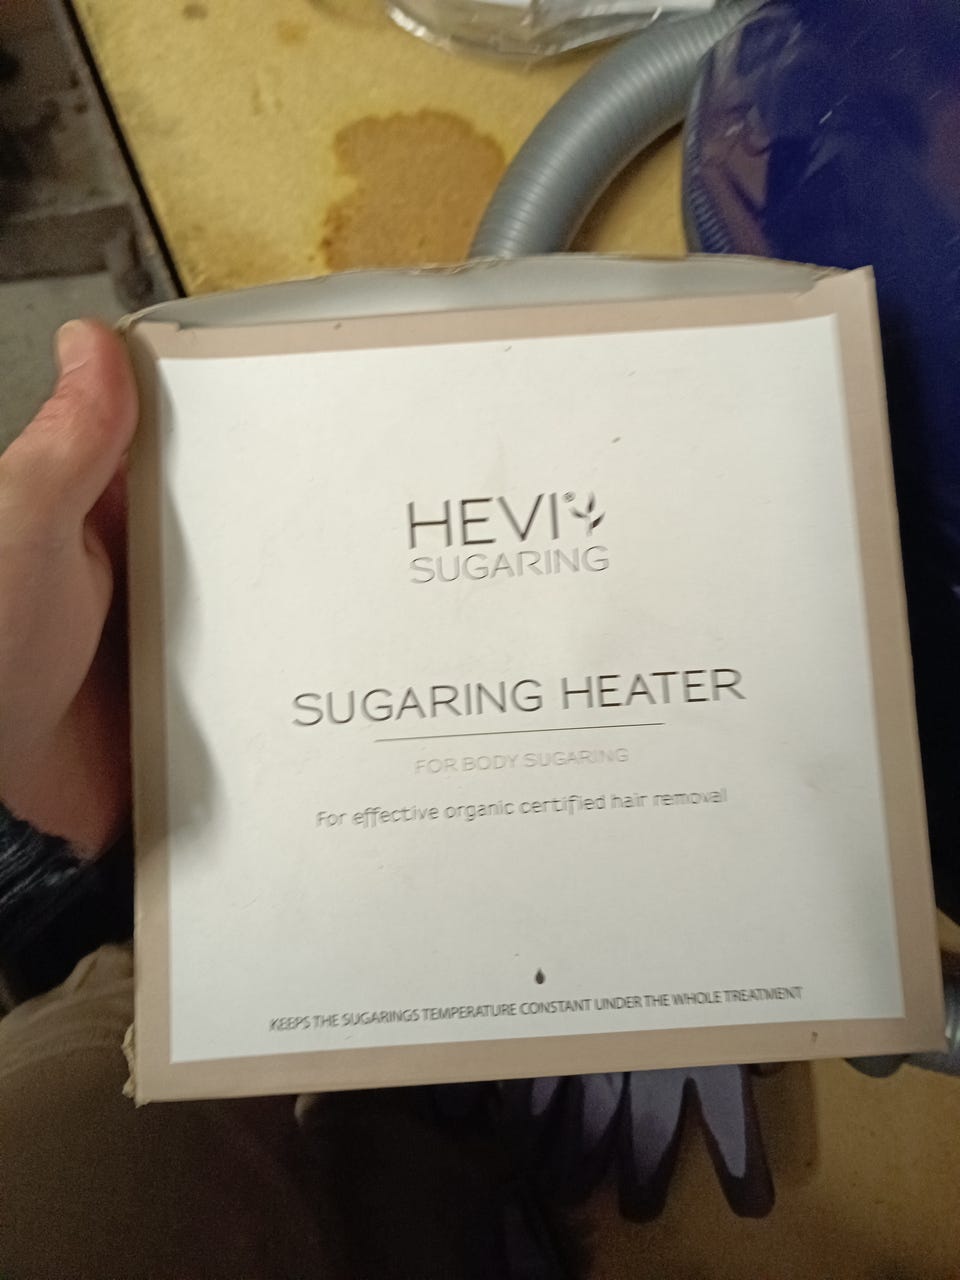 HEVI®
SUGARING
SUGARING HEATER
FOR BODY SUGARING
For effective organic certified hair removal
KEEPS THE SUGARINGS TEMPERATURE CONSTANT UNDER THE WHOLE TREATMENT